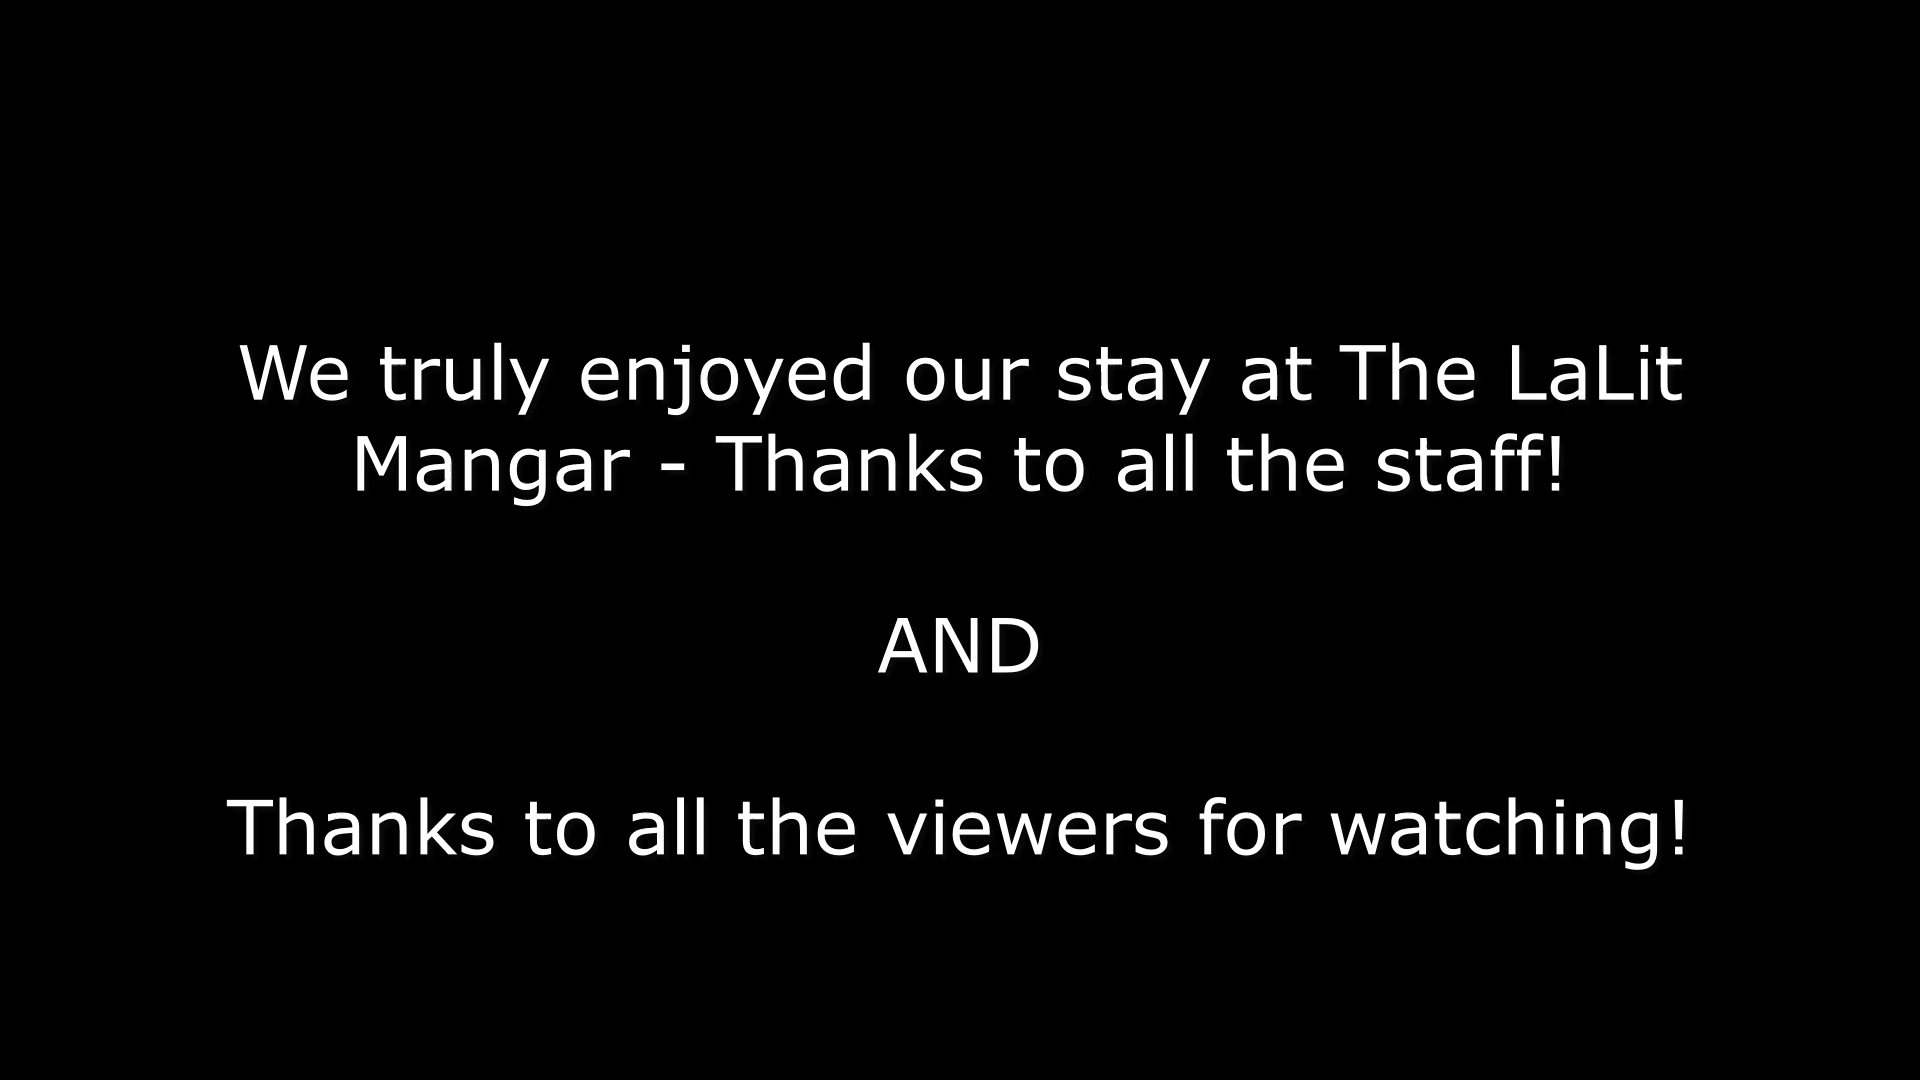 We truly enjoyed our stay at The LaLit
Mangar - Thanks to all the staff!
AND
Thanks to all the viewers for watching!